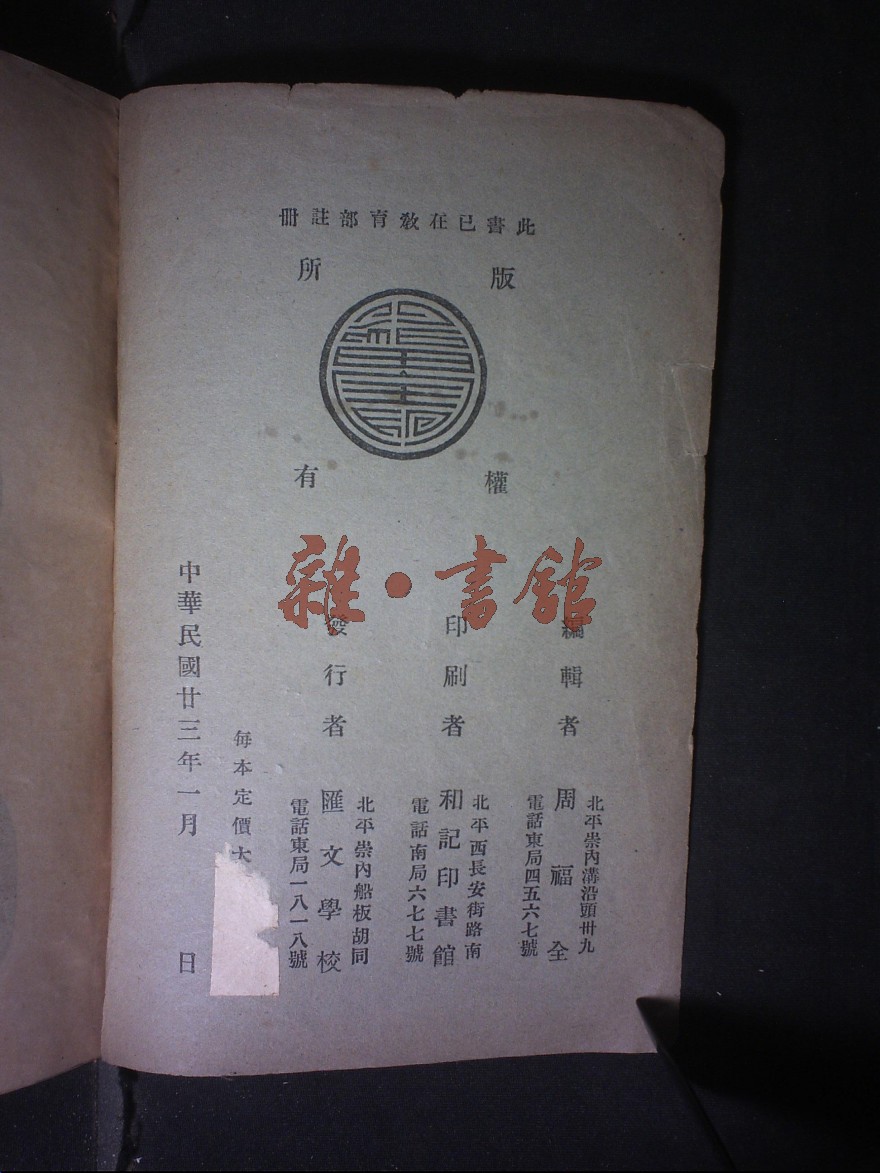 此書已在教育部註冊
版權所有
雜·書館
北平崇內溝沿頭卅九
編輯者 周福全
電話東局四五六七號
北平西長安街路南
印刷者 和記印書館
電話南局六七七號
北平崇內船板胡同
發行者 匯文學校
電話東局一八一八號
每本定價大
中華民國廿三年一月 日